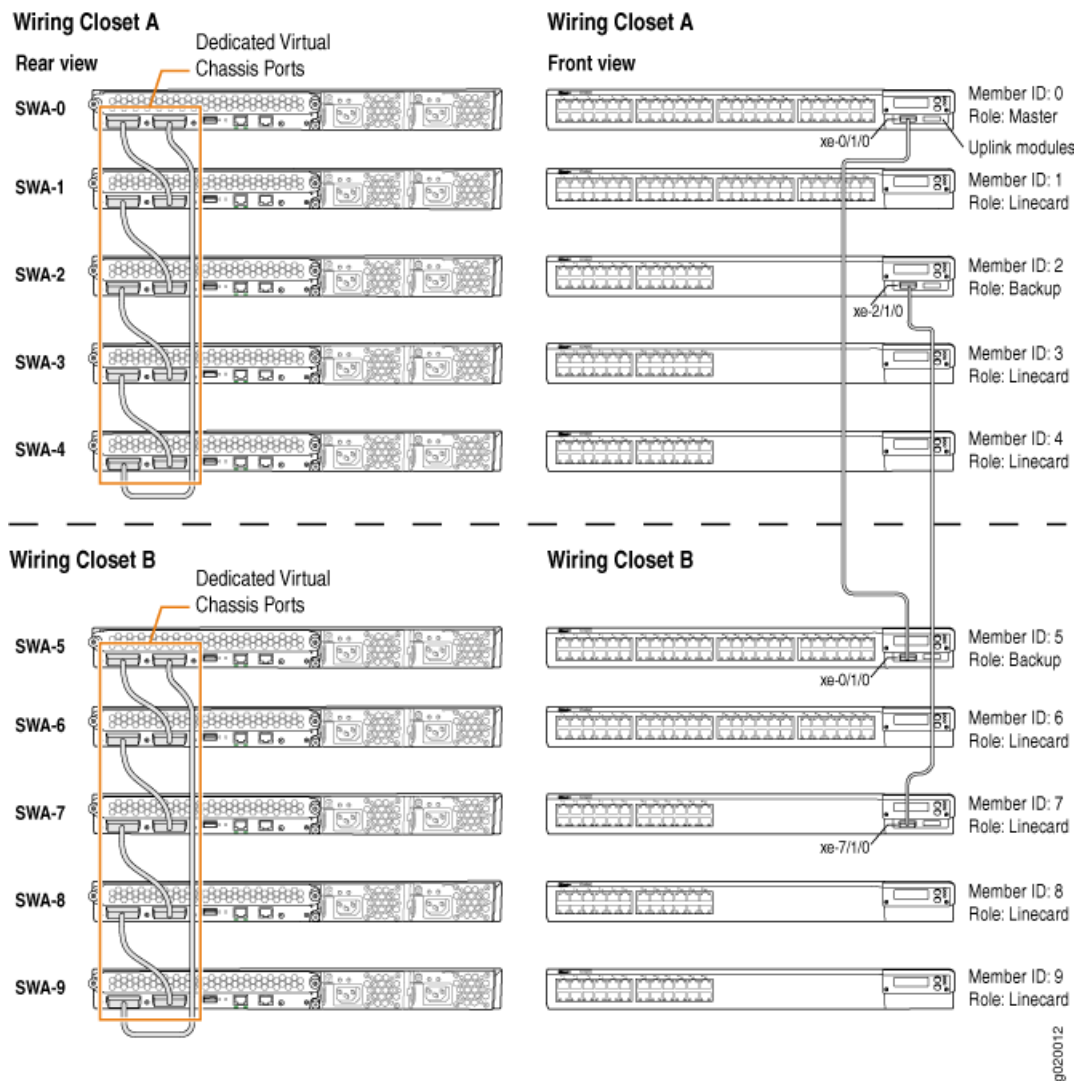 Wiring Closet A
Rear view
Dedicated Virtual
Chassis Ports
SWA-0
SWA-1
SWA-2
SWA-3
SWA-4
Wiring Closet A
Front view
Member ID: 0
Role: Master
xe-0/1/0
Uplink modules
Member ID: 1
Role: Linecard
Member ID: 2
Role: Backup
xe-2/1/0
Member ID: 3
Role: Linecard
Member ID: 4
Role: Linecard
Wiring Closet B
Dedicated Virtual
Chassis Ports
SWA-5
SWA-6
SWA-7
SWA-8
SWA-9
Wiring Closet B
Member ID: 5
Role: Backup
xe-0/1/0
Member ID: 6
Role: Linecard
Member ID: 7
Role: Linecard
xe-7/1/0
Member ID: 8
Role: Linecard
Member ID: 9
Role: Linecard
g020012